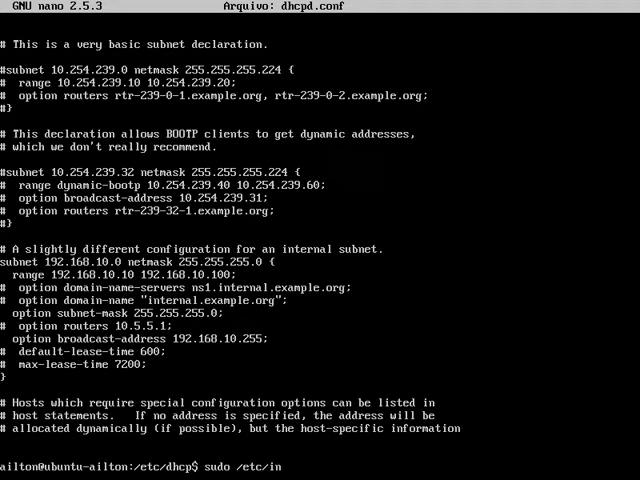 GNU nano 2.5.3 Arquivo: dhcpd.conf
# This is a very basic subnet declaration.
#subnet 10.254.239.0 netmask 255.255.255.224 {
#  range 10.254.239.10 10.254.239.20;
#  option routers rtr-239-0-1.example.org, rtr-239-0-2.example.org;
#}
# This declaration allows BOOTP clients to get dynamic addresses,
# which we don't really recommend.
#subnet 10.254.239.32 netmask 255.255.255.224 {
#  range dynamic-bootp 10.254.239.40 10.254.239.60;
#  option broadcast-address 10.254.239.31;
#  option routers rtr-239-32-1.example.org;
#}
# A slightly different configuration for an internal subnet.
subnet 192.168.10.0 netmask 255.255.255.0 {
  range 192.168.10.10 192.168.10.100;
#  option domain-name-servers ns1.internal.example.org;
#  option domain-name "internal.example.org";
  option subnet-mask 255.255.255.0;
#  option routers 10.5.5.1;
  option broadcast-address 192.168.10.255;
#  default-lease-time 600;
#  max-lease-time 7200;
}
# Hosts which require special configuration options can be listed in
# host statements.   If no address is specified, the address will be
# allocated dynamically (if possible), but the host-specific information
ailton@ubuntu-ailton:/etc/dhcp$ sudo /etc/in